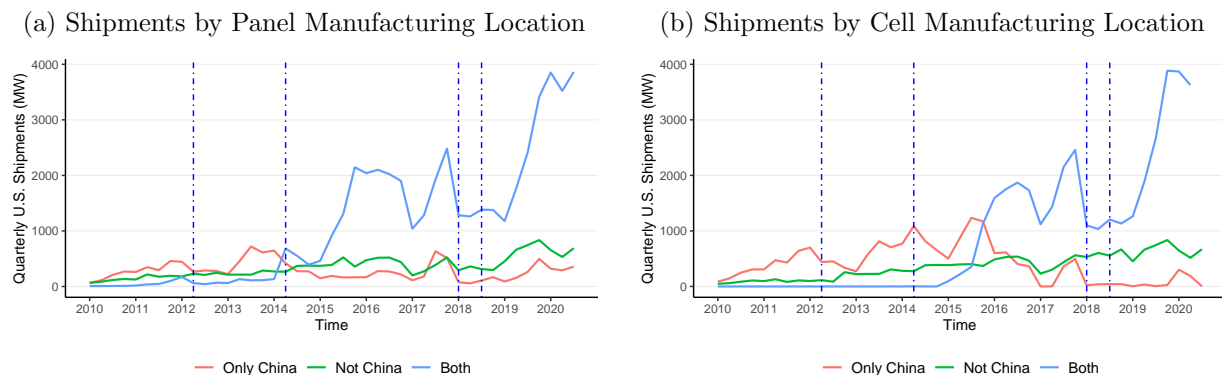 (a) Shipments by Panel Manufacturing Location
Quarterly U.S. Shipments (MW)
4000
3000
2000
1000
0
2010 2011 2012 2013 2014 2015 2016 2017 2018 2019 2020
Time
Only China Not China Both
(b) Shipments by Cell Manufacturing Location
Quarterly U.S. Shipments (MW)
4000
3000
2000
1000
0
2010 2011 2012 2013 2014 2015 2016 2017 2018 2019 2020
Time
Only China Not China Both